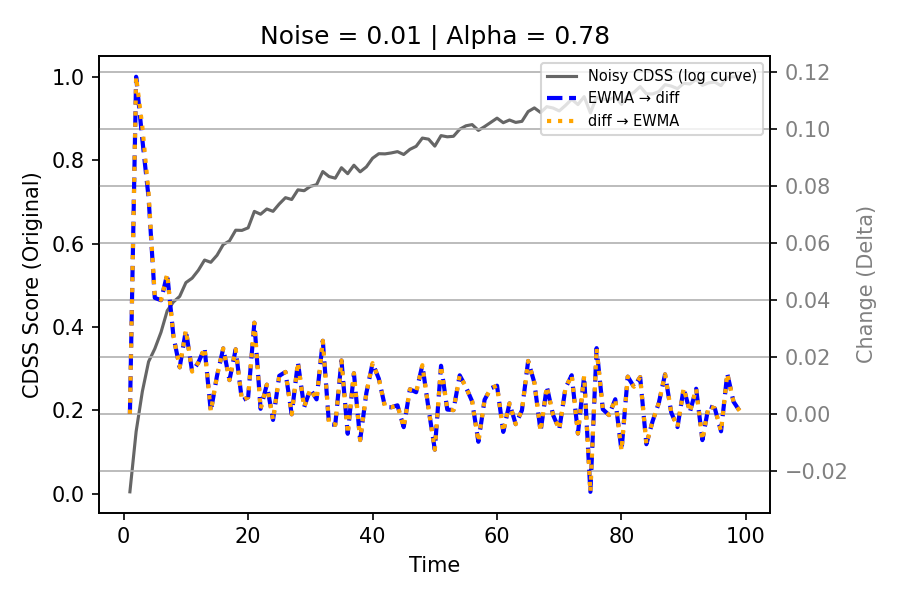 Noise = 0.01 | Alpha = 0.78
Noisy CDSS (log curve)
EWMA → diff
diff → EWMA
CDSS Score (Original)
1.0
0.8
0.6
0.4
0.2
0.0
0.12
0.10
0.08
0.06
0.04
0.02
0.00
−0.02
Change (Delta)
0 20 40 60 80 100
Time